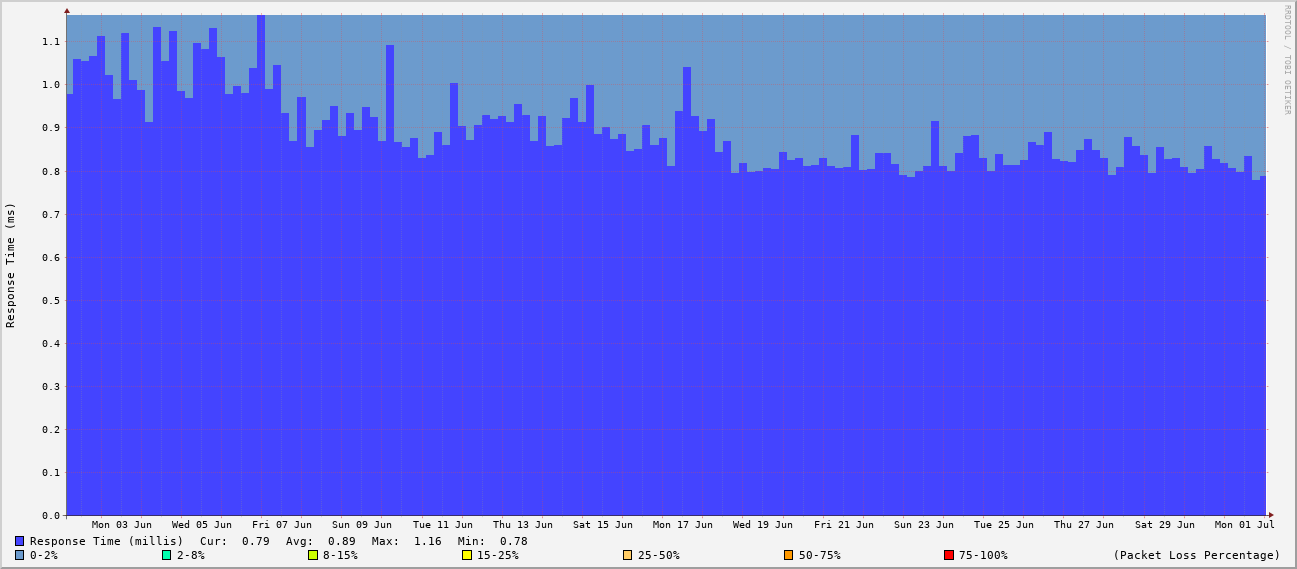 RRDTOOL / TOBI OETIKER
Response Time (ms)
1.1
1.0
0.9
0.8
0.7
0.6
0.5
0.4
0.3
0.2
0.1
0.0
Mon 03 Jun Wed 05 Jun Fri 07 Jun Sun 09 Jun Tue 11 Jun Thu 13 Jun Sat 15 Jun Mon 17 Jun Wed 19 Jun Fri 21 Jun Sun 23 Jun Tue 25 Jun Thu 27 Jun Sat 29 Jun Mon 01 Jul
Response Time (millis) Cur: 0.79 Avg: 0.89 Max: 1.16 Min: 0.78
0-2% 2-8% 8-15% 15-25% 25-50% 50-75% 75-100% (Packet Loss Percentage)